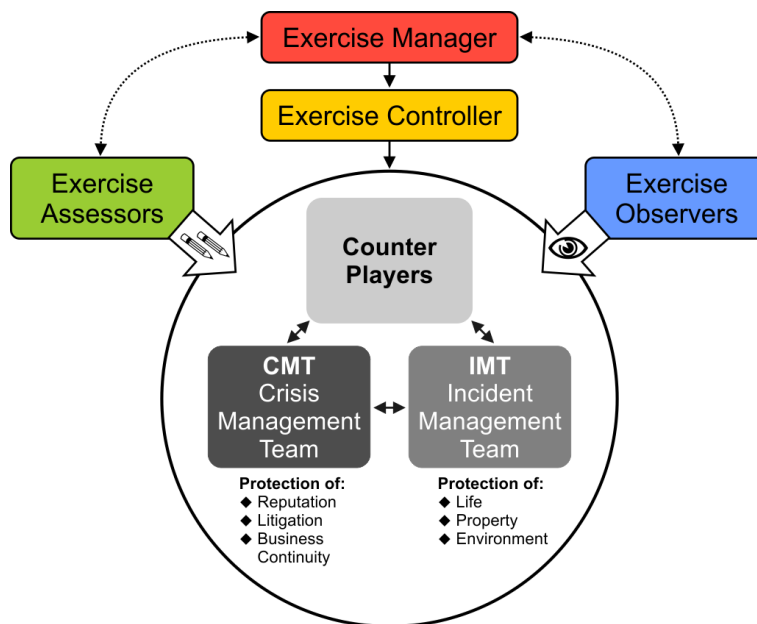 Exercise Manager
Exercise Controller
Exercise
Assessors
Exercise
Observers
Counter
Players
CMT
Crisis
Management
Team
IMT
Incident
Management
Team
Protection of:
◆ Reputation
◆ Litigation
◆ Business
Continuity
Protection of:
◆ Life
◆ Property
◆ Environment